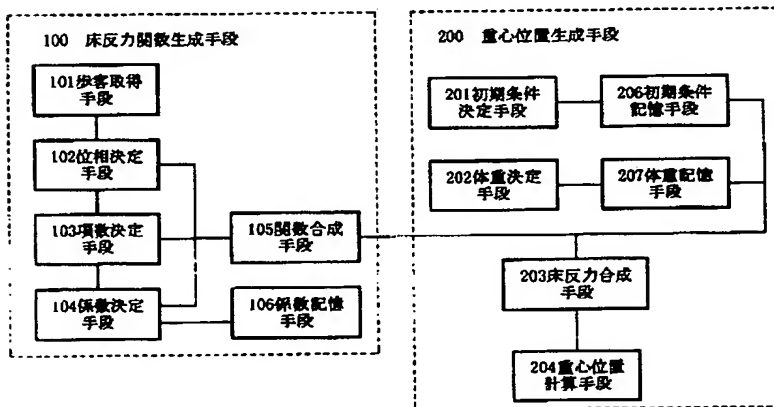 100 床反力関数生成手段
101歩客取得
手段
102位相決定
手段
103項数決定
手段
104係数決定
手段
105関数合成
手段
106係数記憶
手段
200 重心位置生成手段
201初期条件
決定手段
206初期条件
記憶手段
202体重決定
手段
207体重記憶
手段
203床反力合成
手段
204重心位置
計算手段